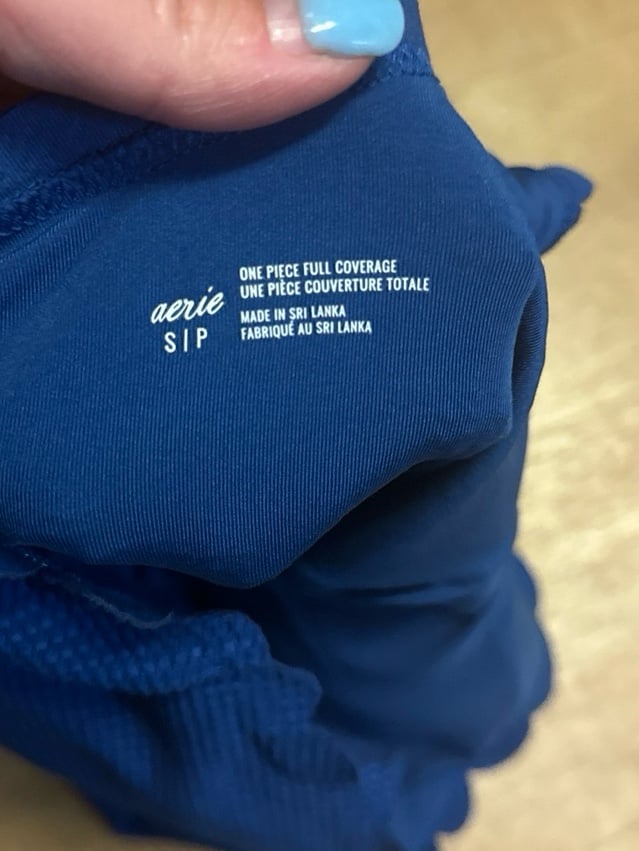 aerie
S|P
ONE PIECE FULL COVERAGE
UNE PIÈCE COUVERTURE TOTALE
MADE IN SRI LANKA
FABRIQUÉ AU SRI LANKA